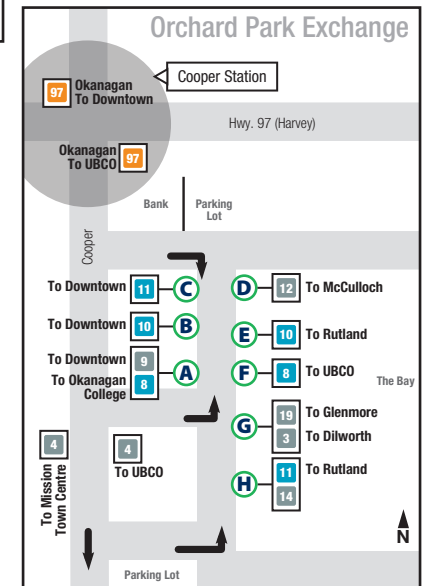 Orchard Park Exchange
Cooper Station
97
Okanagan
To Downtown
Hwy. 97 (Harvey)
Okanagan
To UBCO
97
Bank
Parking
Lot
Cooper
To Downtown
11
C
D
12
To McCulloch
To Downtown
10
B
E
10
To Rutland
To Downtown
9
To Okanagan
College
8
A
F
8
To UBCO
The Bay
G
19
To Glenmore
3
To Dilworth
4
To Mission
Town Centre
4
To UBCO
H
11
To Rutland
14
N
Parking Lot